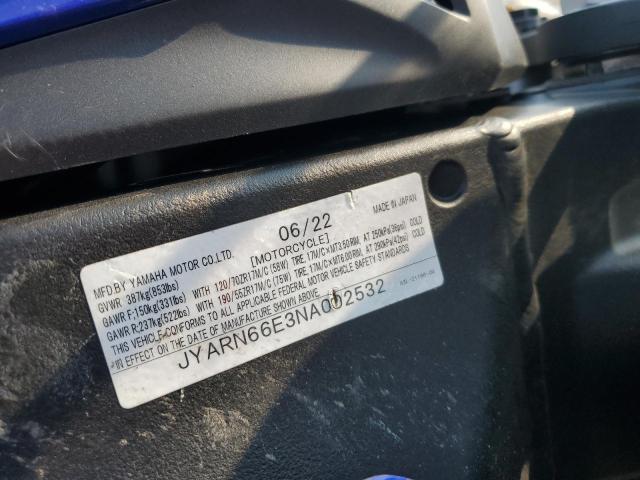 06/22 MADE IN JAPAN
MFD BY YAMAHA MOTOR CO.LTD. [MOTORCYCLE]
GVWR 387kg(853lbs)
GAWR F:150kg(331lbs) WITH 120/70ZR17M/C (58W) TIRE, 17M/C×MT3.50 RIM, AT 250kPa(36psi) COLD
GAWR R:237kg(522lbs) WITH 190/55ZR17M/C (75W) TIRE, 17M/C×MT6.00 RIM, AT 290kPa(42psi) COLD
THIS VEHICLE CONFORMS TO ALL APPLICABLE FEDERAL MOTOR VEHICLE SAFETY STANDARDS
IN EFFECT ON THE DATE OF MANUFACTURE SHOWN ABOVE.
JYARN66E3NA002532